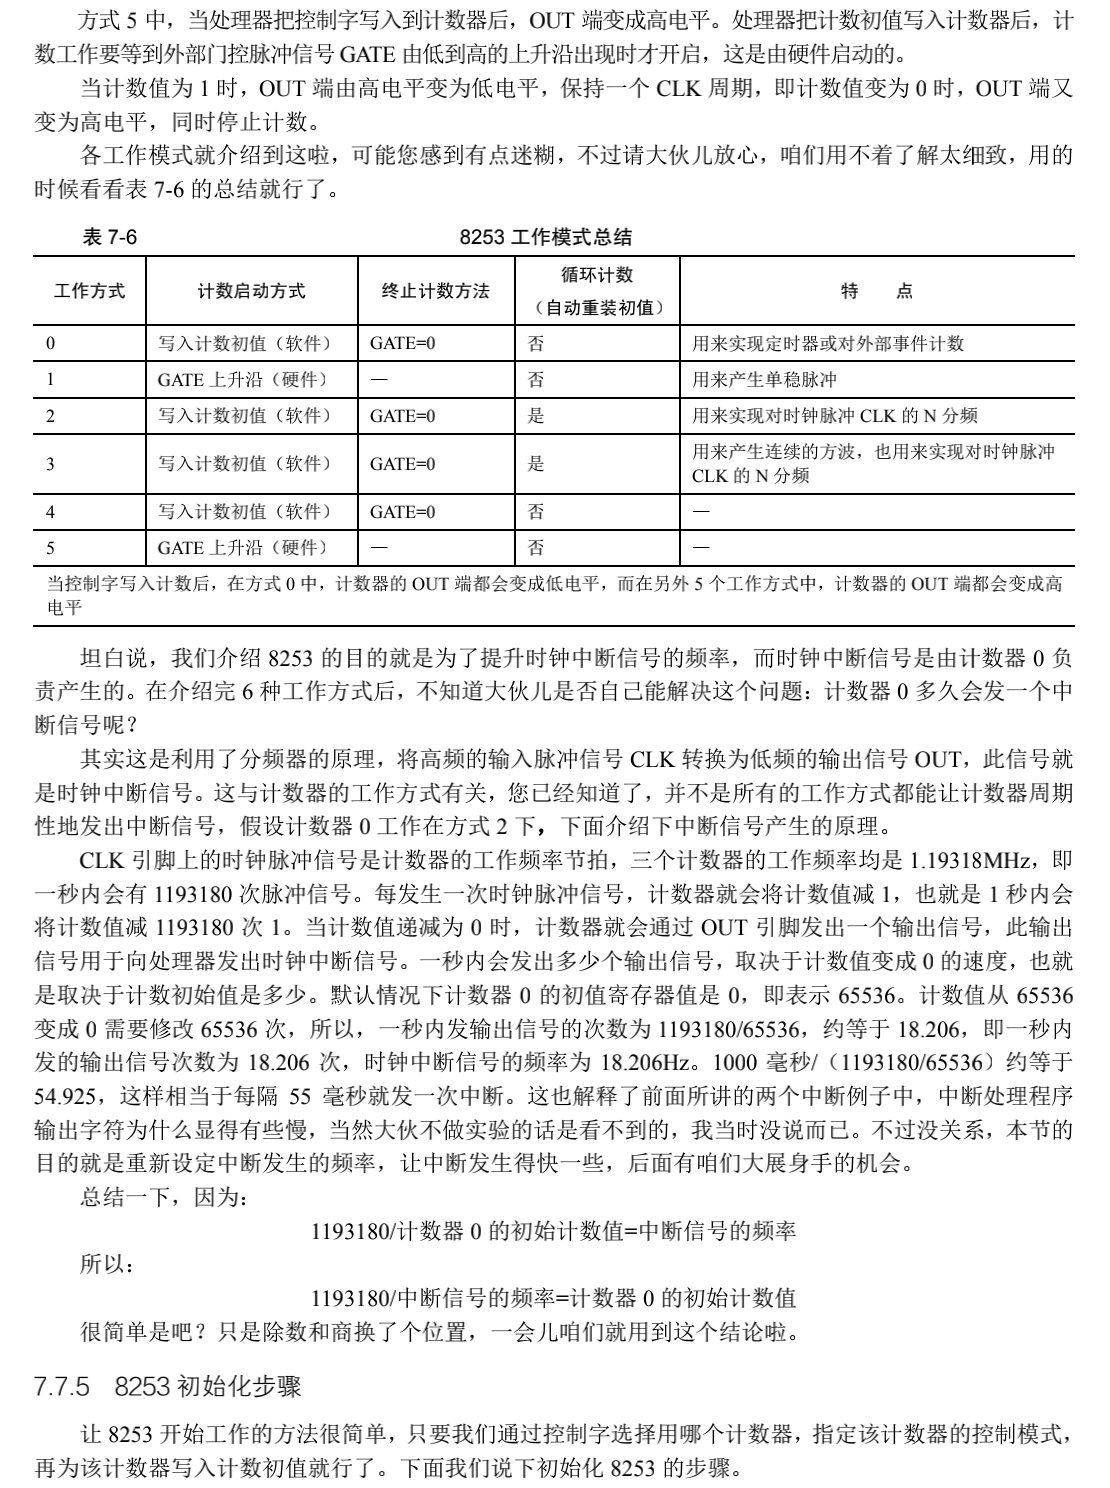 方式 5 中，当处理器把控制字写入到计数器后，OUT 端变成高电平。处理器把计数初值写入计数器后，计
数工作要等到外部门控脉冲信号 GATE 由低到高的上升沿出现时才开启，这是由硬件启动的。
当计数值为 1 时，OUT 端由高电平变为低电平，保持一个 CLK 周期，即计数值变为 0 时，OUT 端又
变为高电平，同时停止计数。
各工作模式就介绍到这啦，可能您感到有点迷糊，不过请大伙儿放心，咱们用不着了解太细致，用的
时候看看表 7-6 的总结就行了。
表 7-6 8253 工作模式总结
工作方式 计数启动方式 终止计数方法 循环计数（自动重装初值） 特 点
0 写入计数初值（软件） GATE=0 否 用来实现定时器或对外部事件计数
1 GATE 上升沿（硬件） — 否 用来产生单稳脉冲
2 写入计数初值（软件） GATE=0 是 用来实现对时钟脉冲 CLK 的 N 分频
3 写入计数初值（软件） GATE=0 是 用来产生连续的方波，也用来实现对时钟脉冲
CLK 的 N 分频
4 写入计数初值（软件） GATE=0 否 —
5 GATE 上升沿（硬件） — 否 —
当控制字写入计数后，在方式 0 中，计数器的 OUT 端都会变成低电平，而在另外 5 个工作方式中，计数器的 OUT 端都会变成高
电平
坦白说，我们介绍 8253 的目的就是为了提升时钟中断信号的频率，而时钟中断信号是由计数器 0 负
责产生的。在介绍完 6 种工作方式后，不知道大伙儿是否自己能解决这个问题：计数器 0 多久会发一个中
断信号呢？
其实这是利用了分频器的原理，将高频的输入脉冲信号 CLK 转换为低频的输出信号 OUT，此信号就
是时钟中断信号。这与计数器的工作方式有关，您已经知道了，并不是所有的工作方式都能让计数器周期
性地发出中断信号，假设计数器 0 工作在方式 2 下，下面介绍下中断信号产生的原理。
CLK 引脚上的时钟脉冲信号是计数器的工作频率节拍，三个计数器的工作频率均是 1.19318MHz，即
一秒内会有 1193180 次脉冲信号。每发生一次时钟脉冲信号，计数器就会将计数值减 1，也就是 1 秒内会
将计数值减 1193180 次 1。当计数值递减为 0 时，计数器就会通过 OUT 引脚发出一个输出信号，此输出
信号用于向处理器发出时钟中断信号。一秒内会发出多少个输出信号，取决于计数值变成 0 的速度，也就
是取决于计数初始值是多少。默认情况下计数器 0 的初值寄存器值是 0，即表示 65536。计数值从 65536
变成 0 需要修改 65536 次，所以，一秒内发输出信号的次数为 1193180/65536，约等于 18.206，即一秒内
发的输出信号次数为 18.206 次，时钟中断信号的频率为 18.206Hz。1000 毫秒/（1193180/65536）约等于
54.925，这样相当于每隔 55 毫秒就发一次中断。这也解释了前面所讲的两个中断例子中，中断处理程序
输出字符为什么显得有些慢，当然大伙不做实验的话是看不到的，我当时没说而已。不过没关系，本节的
目的就是重新设定中断发生的频率，让中断发生得快一些，后面有咱们大展身手的机会。
总结一下，因为：
1193180/计数器 0 的初始计数值=中断信号的频率
所以：
1193180/中断信号的频率=计数器 0 的初始计数值
很简单是吧？只是除数和商换了个位置，一会儿咱们就用到这个结论啦。
7.7.5 8253 初始化步骤
让 8253 开始工作的方法很简单，只要我们通过控制字选择用哪个计数器，指定该计数器的控制模式，
再为该计数器写入计数初值就行了。下面我们说下初始化 8253 的步骤。